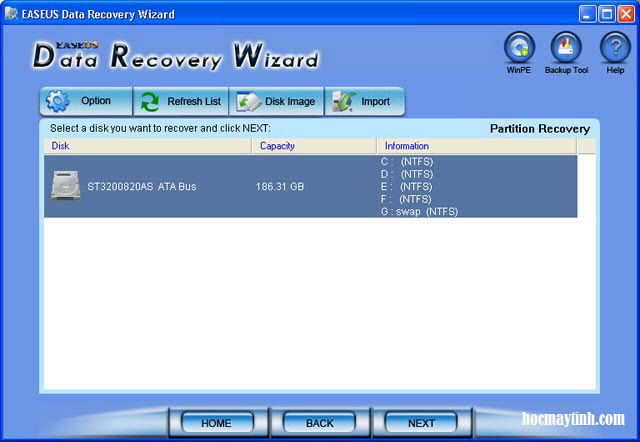 EASEUS Data Recovery Wizard
EASEUS
Data Recovery Wizard
WinPE
Backup Tool
Help
Option
Refresh List
Disk Image
Import
Select a disk you want to recover and click NEXT:
Partition Recovery
Disk
Capacity
Information
ST3200820AS ATA Bus
186.31 GB
C : (NTFS)
D : (NTFS)
E : (NTFS)
F : (NTFS)
G : swap (NTFS)
HOME
BACK
NEXT
hocmaytinh.com